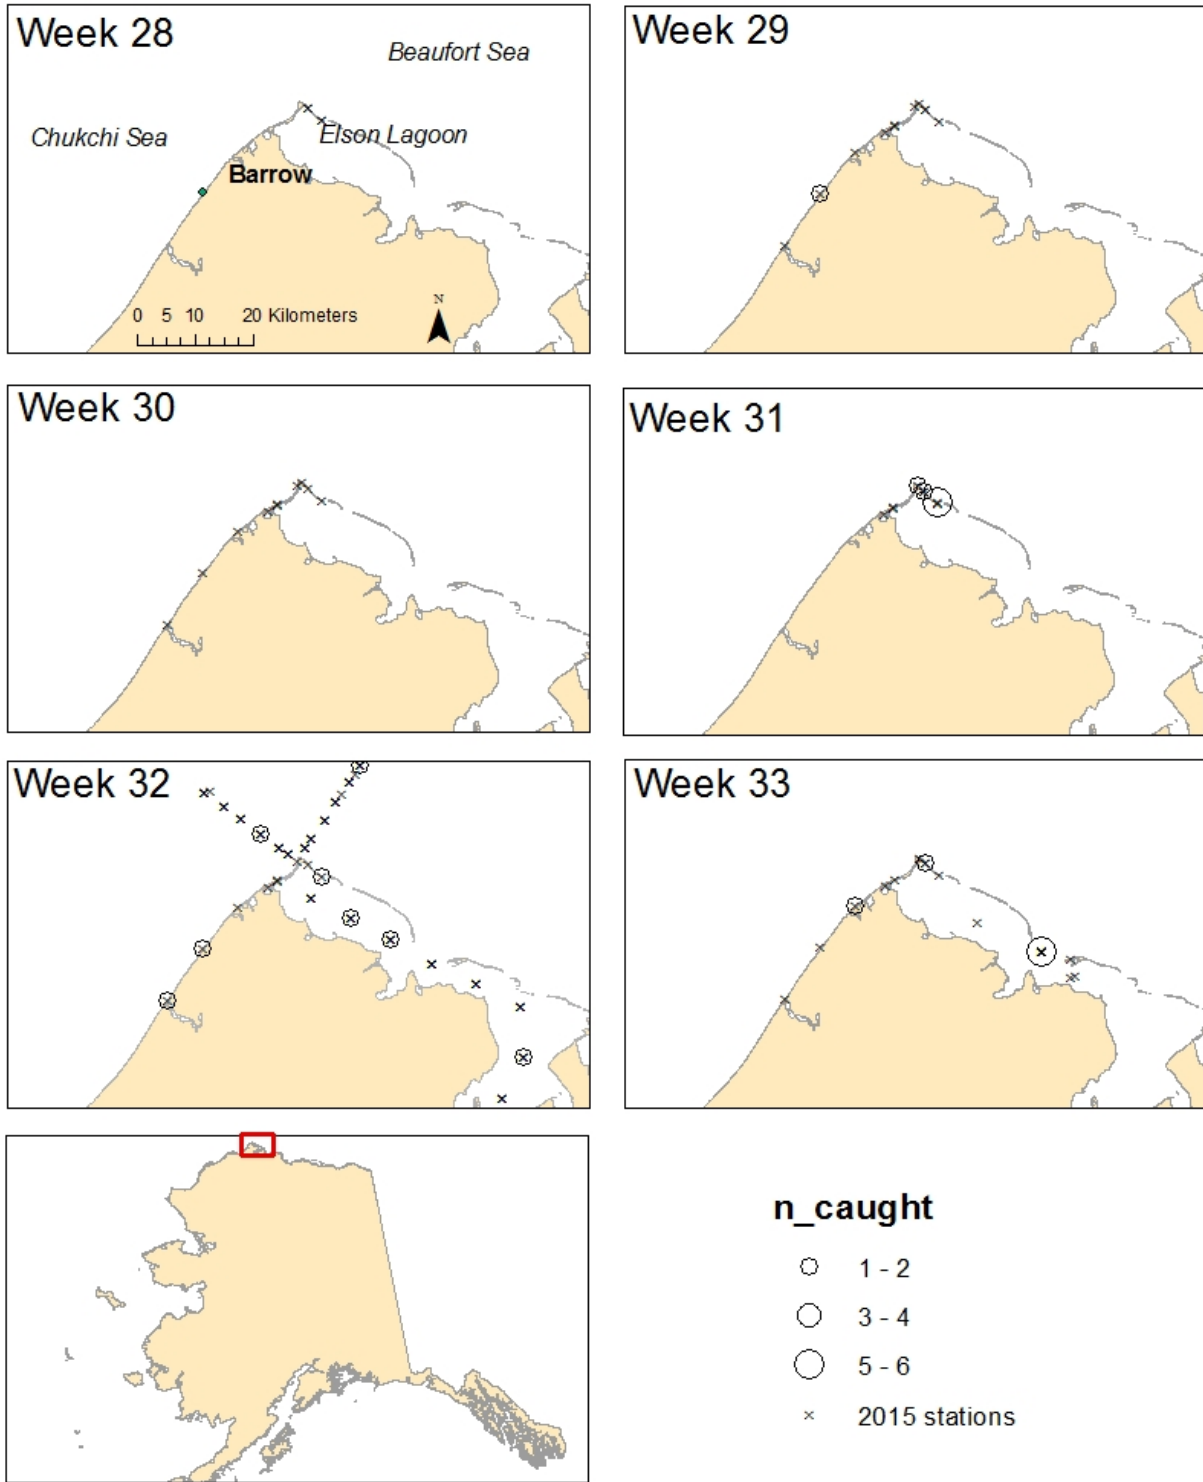 Week 28
Beaufort Sea
Chukchi Sea
Elson Lagoon
Barrow
0 5 10 20 Kilometers
N
Week 29
Week 30
Week 31
Week 32
Week 33
n_caught
1 - 2
3 - 4
5 - 6
2015 stations